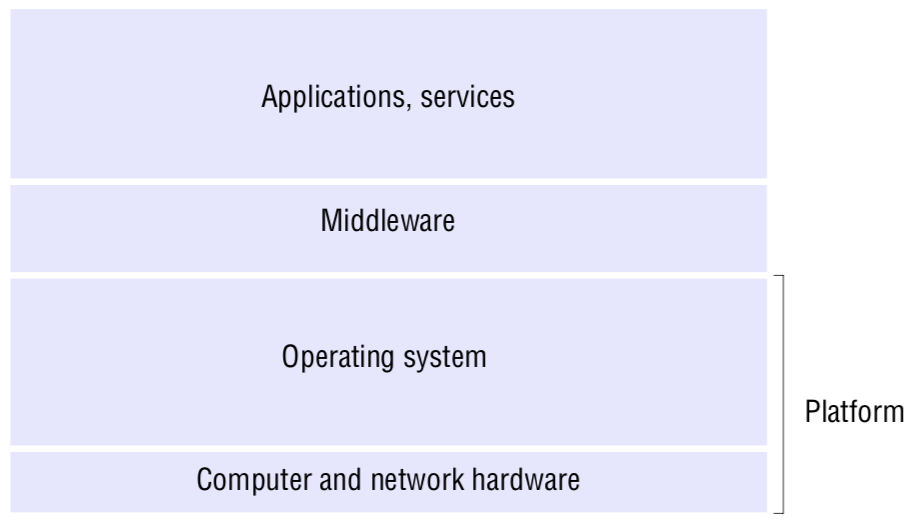 Applications, services
Middleware
Operating system
Platform
Computer and network hardware